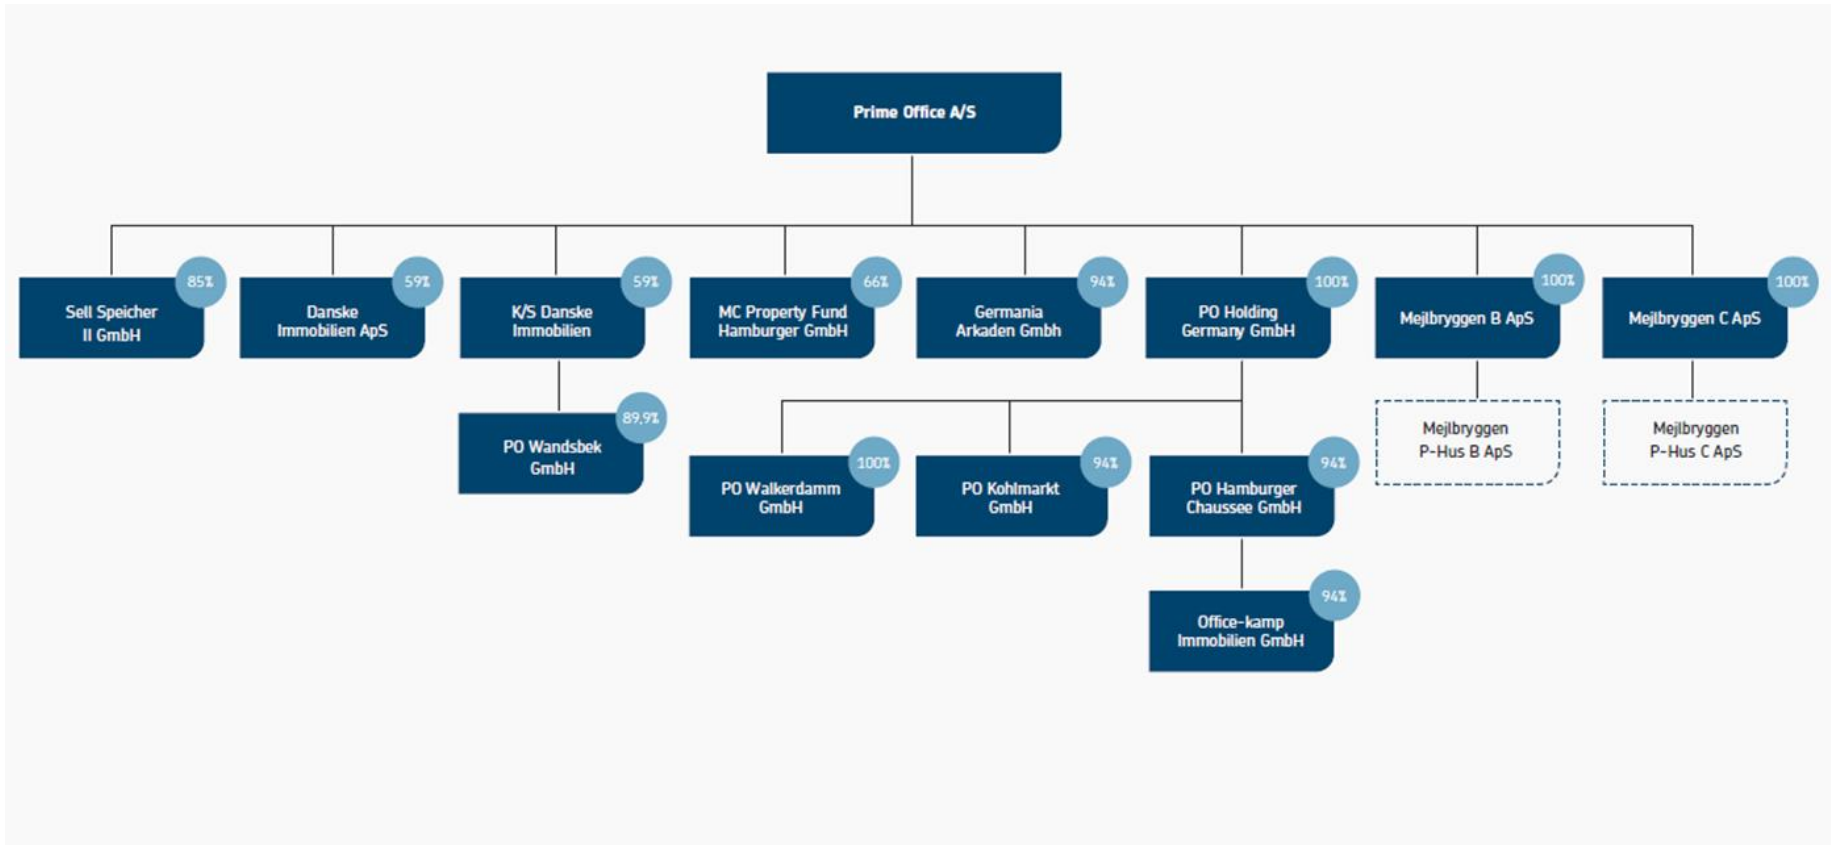 Prime Office A/S
85%
59%
59%
66%
94%
100%
100%
100%
Sell Speicher
II GmbH
Danske
Immobilien ApS
K/S Danske
Immobilien
MC Property Fund
Hamburger GmbH
Germania
Arkaden Gmbh
PO Holding
Germany GmbH
Mejlbryggen B ApS
Mejlbryggen C ApS
89,9%
PO Wandsbek
GmbH
100%
PO Walkerdamm
GmbH
94%
PO Kohlmarkt
GmbH
94%
PO Hamburger
Chaussee GmbH
Mejlbryggen
P-Hus B ApS
Mejlbryggen
P-Hus C ApS
94%
Office-kamp
Immobilien GmbH